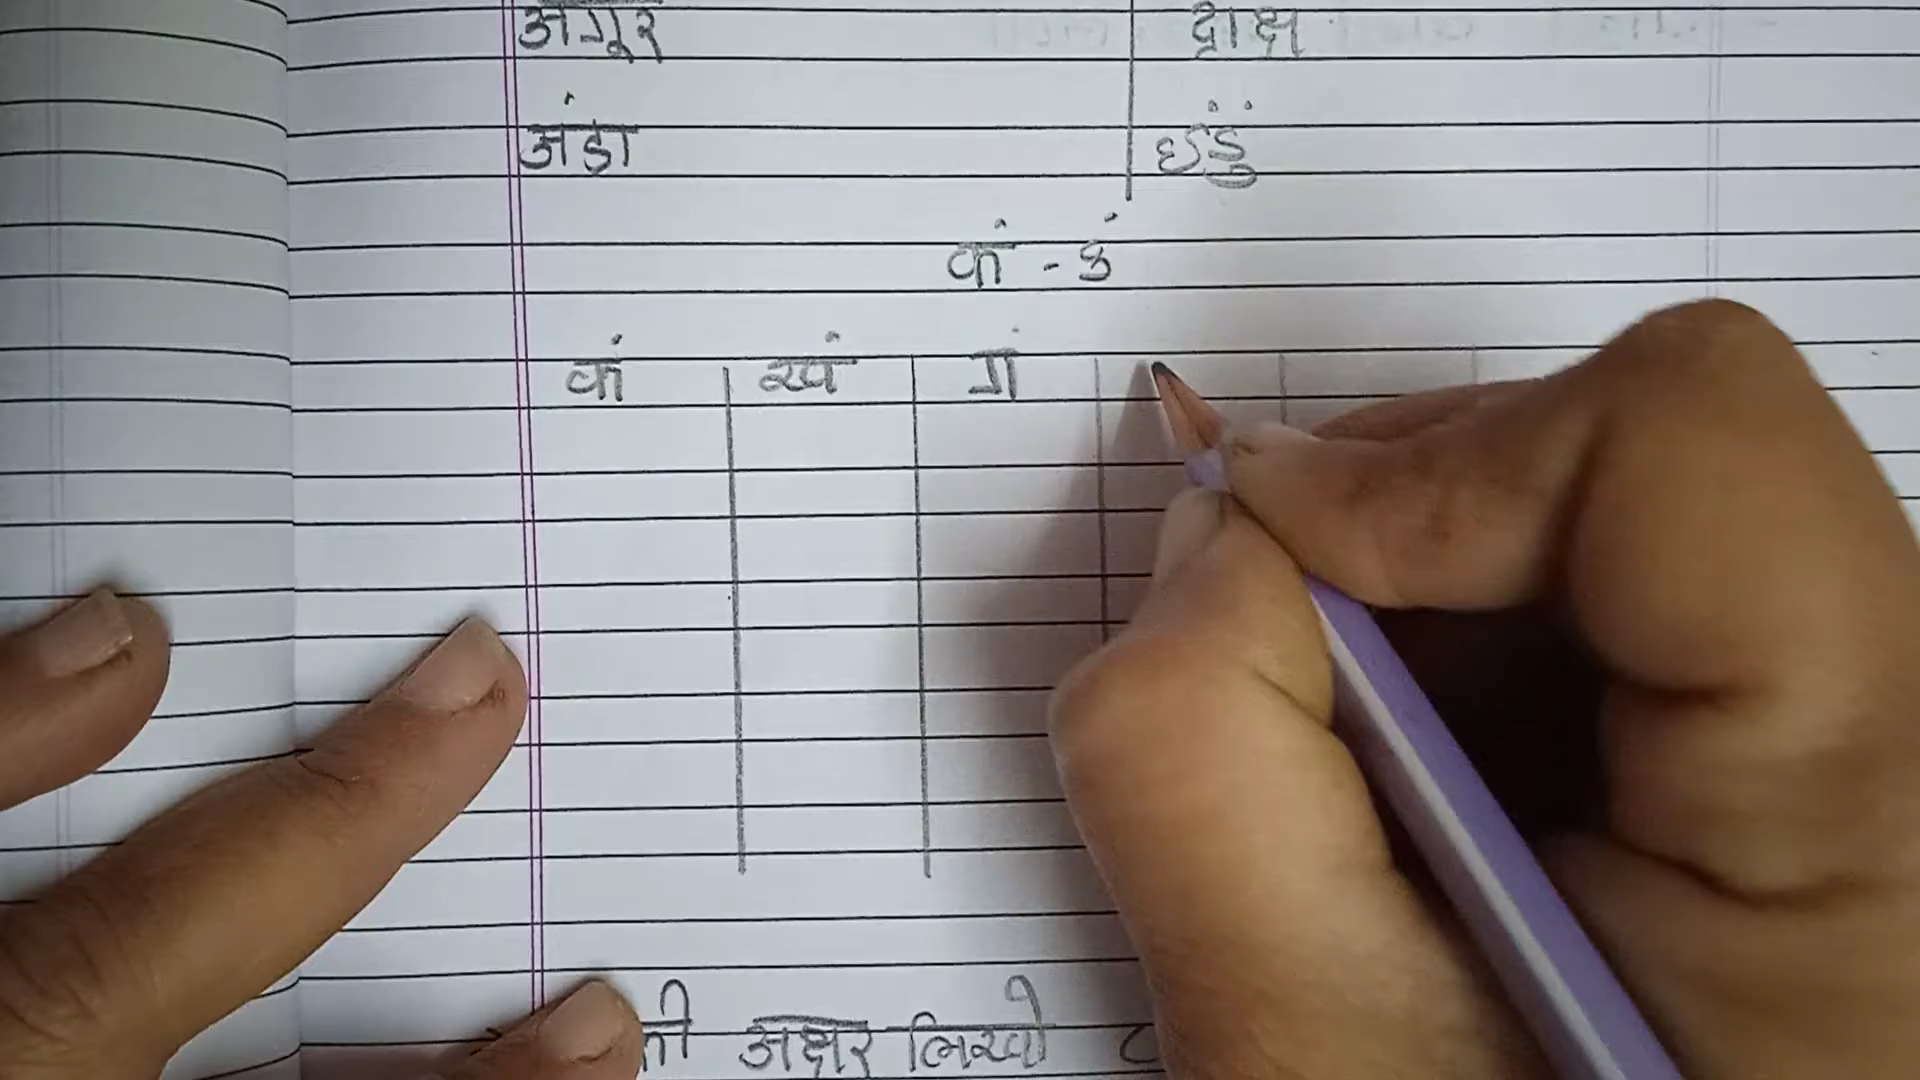 अंगूर द्राक्ष
अंडा ઈંડું
कं - કં
कं खं गं
की अक्षर लिखो